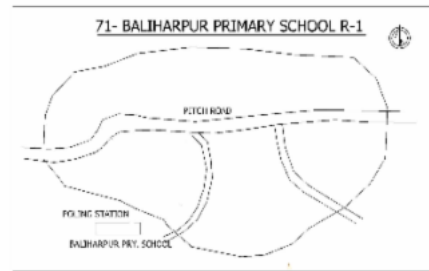 71- BALIHARPUR PRIMARY SCHOOL R-1
PITCH ROAD
POLING STATION
BALIHARPUR PRY. SCHOOL